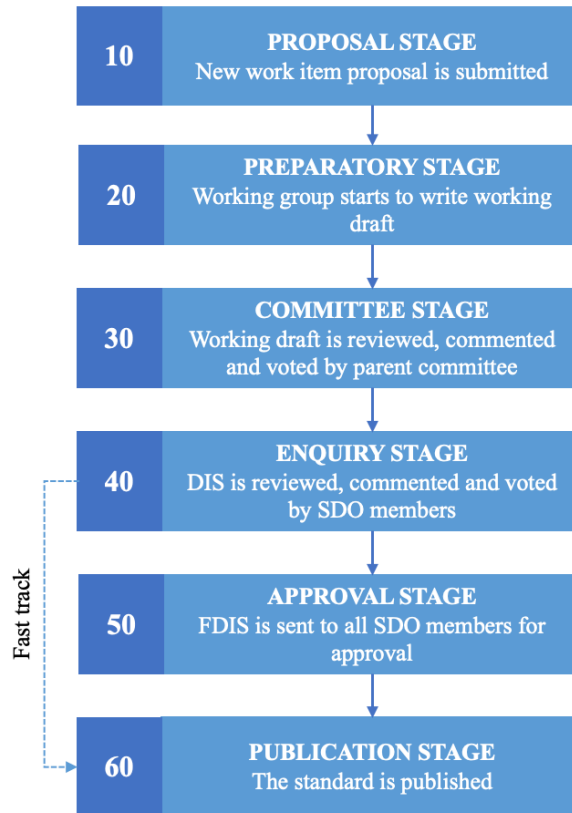 10
PROPOSAL STAGE
New work item proposal is submitted
20
PREPARATORY STAGE
Working group starts to write working
draft
30
COMMITTEE STAGE
Working draft is reviewed, commented
and voted by parent committee
40
ENQUIRY STAGE
DIS is reviewed, commented and voted
by SDO members
Fast track
50
APPROVAL STAGE
FDIS is sent to all SDO members for
approval
60
PUBLICATION STAGE
The standard is published